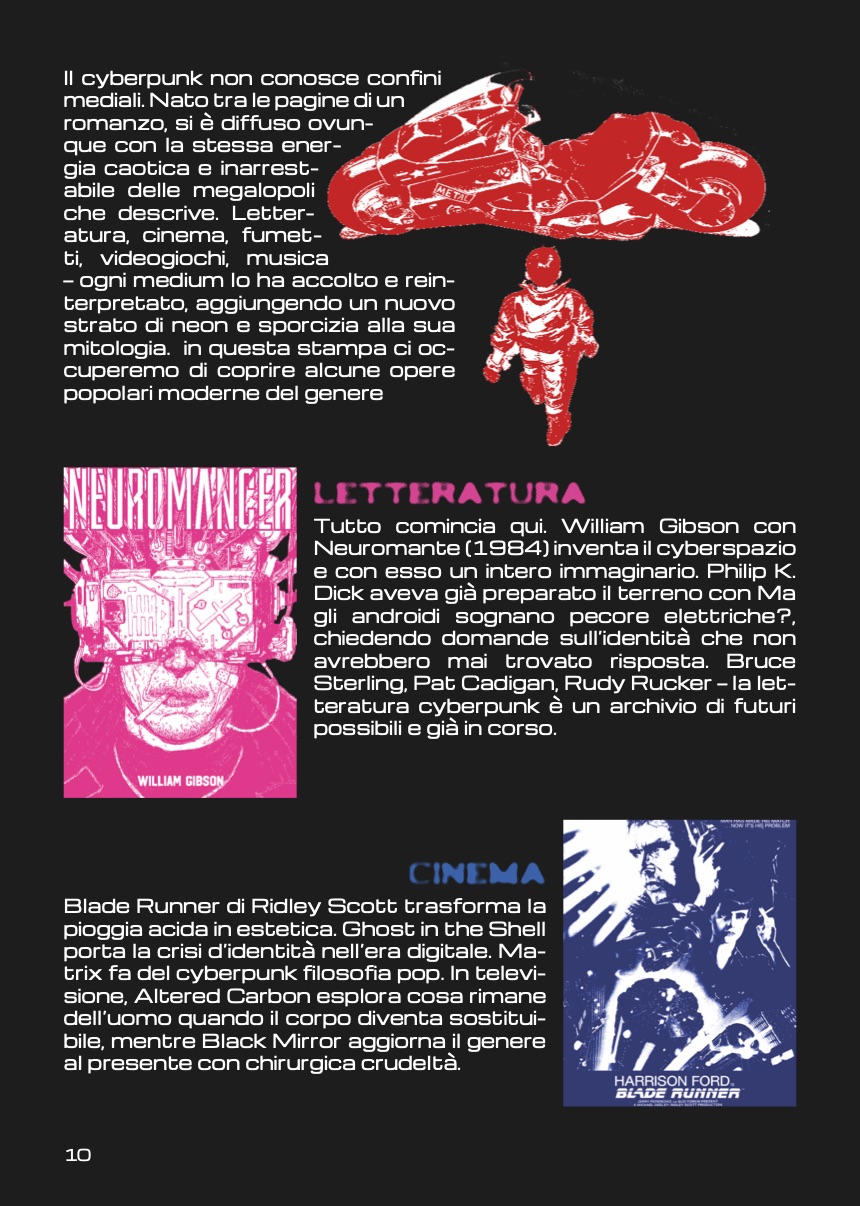 Il cyberpunk non conosce confini
mediali. Nato tra le pagine di un
romanzo, si è diffuso ovun-
que con la stessa ener-
gia caotica e inarrest-
abile delle megalopoli
che descrive. Letter-
atura, cinema, fumet-
ti, videogiochi, musica
– ogni medium lo ha accolto e rein-
terpretato, aggiungendo un nuovo
strato di neon e sporcizia alla sua
mitologia. in questa stampa ci oc-
cuperemo di coprire alcune opere
popolari moderne del genere
METAL
NEUROMANCER
WILLIAM GIBSON
LETTERATURA
Tutto comincia qui. William Gibson con
Neuromante (1984) inventa il cyberspazio
e con esso un intero immaginario. Philip K.
Dick aveva già preparato il terreno con Ma
gli androidi sognano pecore elettriche?,
chiedendo domande sull'identità che non
avrebbero mai trovato risposta. Bruce
Sterling, Pat Cadigan, Rudy Rucker – la let-
teratura cyberpunk è un archivio di futuri
possibili e già in corso.
CINEMA
Blade Runner di Ridley Scott trasforma la
pioggia acida in estetica. Ghost in the Shell
porta la crisi d'identità nell'era digitale. Ma-
trix fa del cyberpunk filosofia pop. In televi-
sione, Altered Carbon esplora cosa rimane
dell'uomo quando il corpo diventa sostitui-
bile, mentre Black Mirror aggiorna il genere
al presente con chirurgica crudeltà.
MAN HAS MADE HIS MATCH
...NOW IT'S HIS PROBLEM
HARRISON FORD
BLADE RUNNER
10